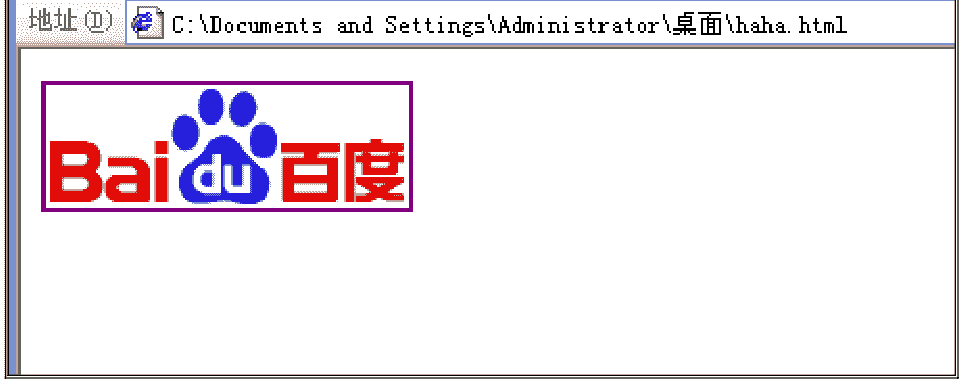 地址(D) C:\Documents and Settings\Administrator\桌面\haha.html
Bai du 百度